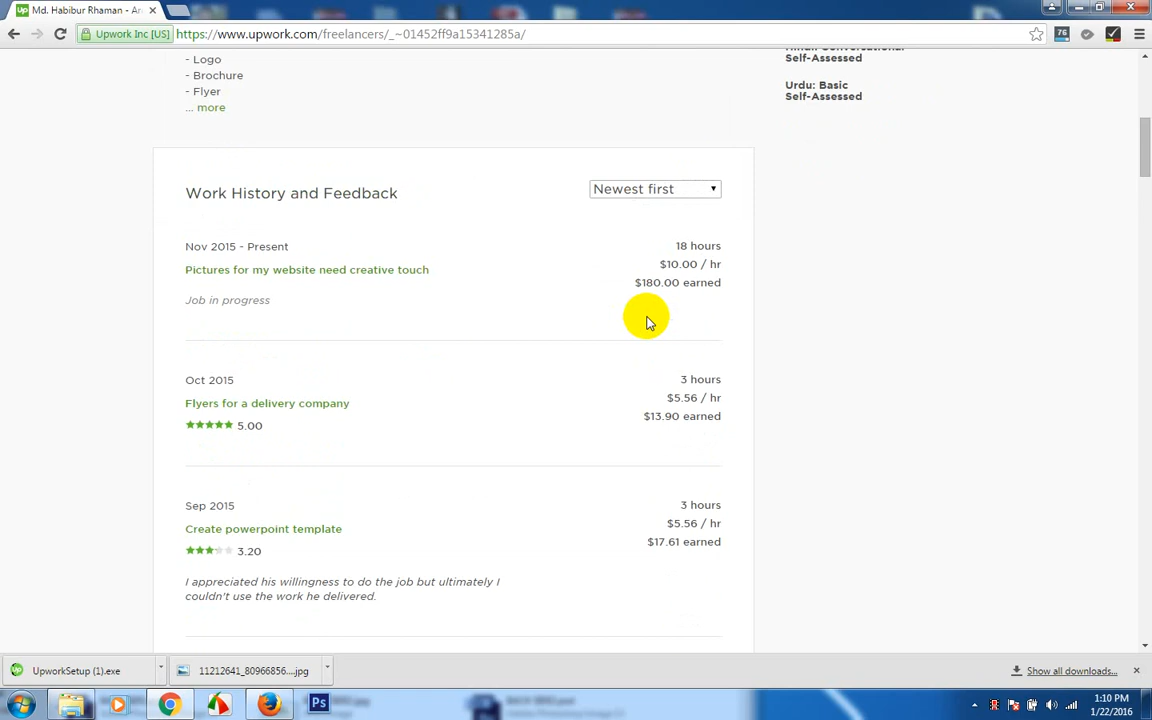 Md. Habibur Rhaman - Ar
Upwork Inc [US] https://www.upwork.com/freelancers/_~01452ff9a15341285a/
76
- Logo
- Brochure
- Flyer
... more
Self-Assessed
Urdu: Basic
Self-Assessed
Work History and Feedback
Newest first
Nov 2015 - Present
18 hours
Pictures for my website need creative touch
$10.00 / hr
$180.00 earned
Job in progress
Oct 2015
3 hours
Flyers for a delivery company
$5.56 / hr
5.00
$13.90 earned
Sep 2015
3 hours
Create powerpoint template
$5.56 / hr
3.20
$17.61 earned
I appreciated his willingness to do the job but ultimately I
couldn't use the work he delivered.
UpworkSetup (1).exe
11212641_80966856....jpg
Show all downloads...
Ps
1:10 PM
1/22/2016